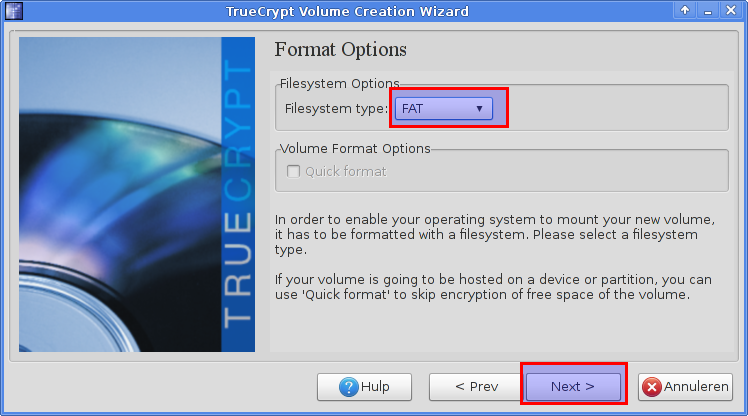 TrueCrypt Volume Creation Wizard
TRUECRYPT
Format Options
Filesystem Options
Filesystem type: FAT
Volume Format Options
Quick format
In order to enable your operating system to mount your new volume,
it has to be formatted with a filesystem. Please select a filesystem
type.
If your volume is going to be hosted on a device or partition, you can
use 'Quick format' to skip encryption of free space of the volume.
? Hulp
< Prev
Next >
Annuleren